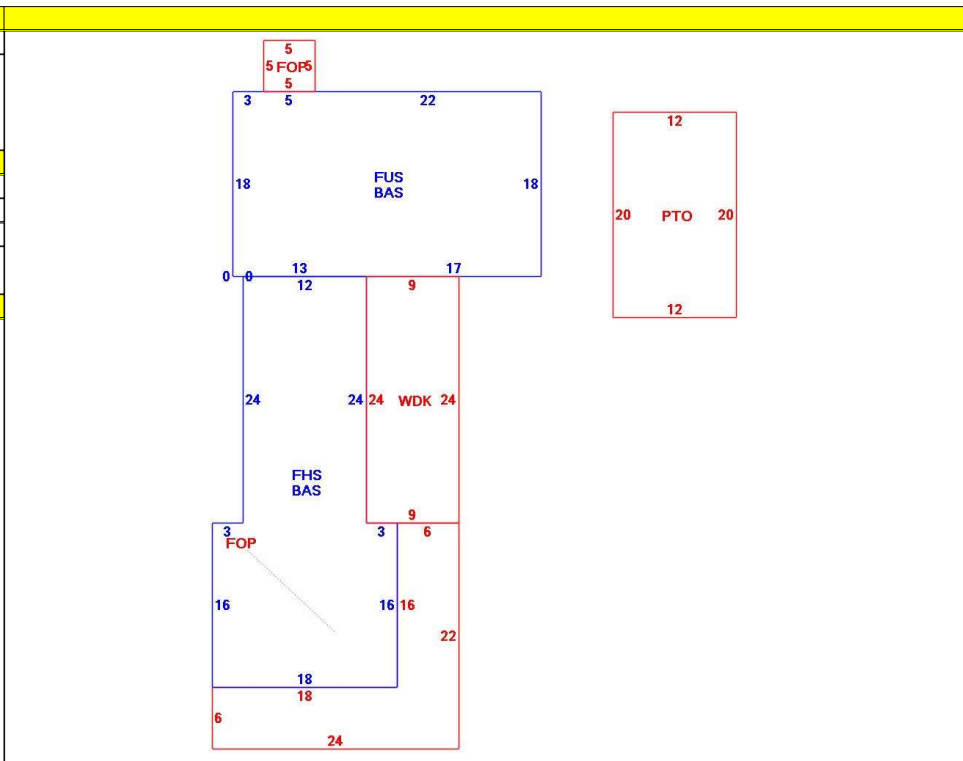 5
5 FOP 5
5
3 5 22
12
18 FUS 18
BAS
20 PTO 20
0 0 13 17
12 9
12
24 24 24 WDK 24
FHS
BAS
9
3 3 6
FOP
16 16 16
22
18
18
6
24